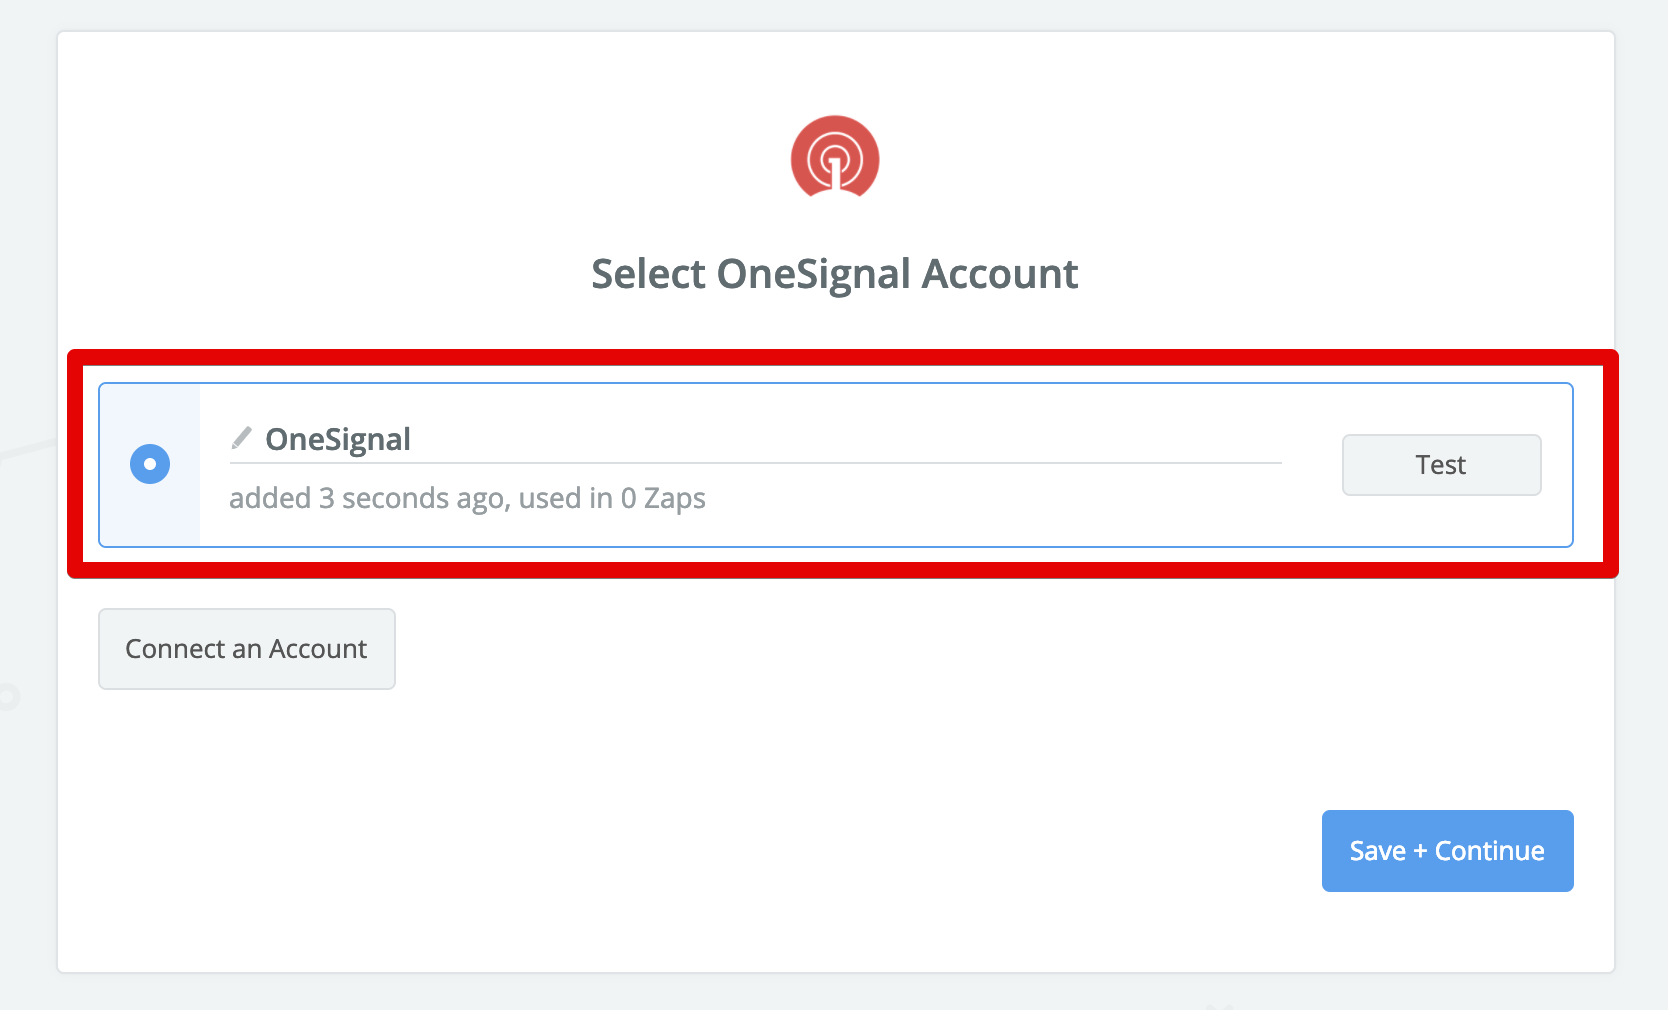 Select OneSignal Account
OneSignal
added 3 seconds ago, used in 0 Zaps
Test
Connect an Account
Save + Continue